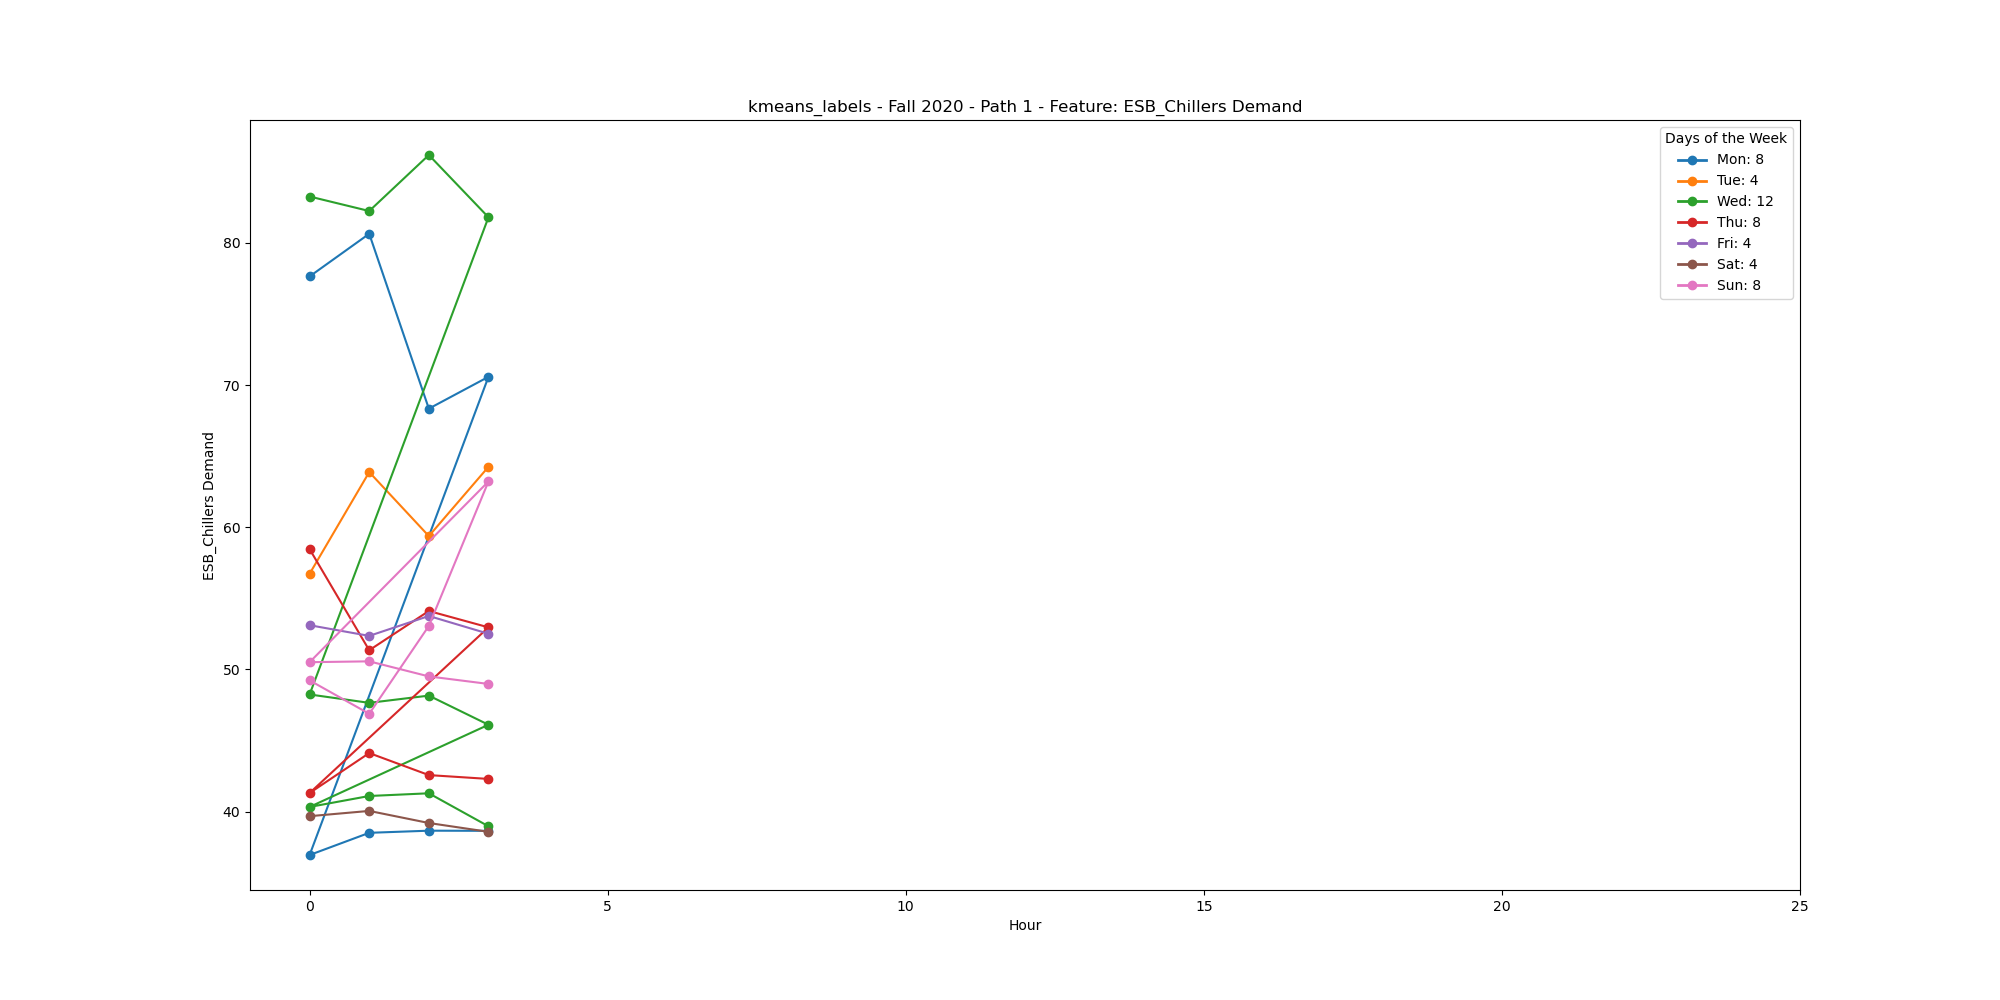 kmeans_labels - Fall 2020 - Path 1 - Feature: ESB_Chillers Demand
Days of the Week
Mon: 8
Tue: 4
Wed: 12
Thu: 8
Fri: 4
Sat: 4
Sun: 8
ESB_Chillers Demand
80
70
60
50
40
0 5 10 15 20 25
Hour